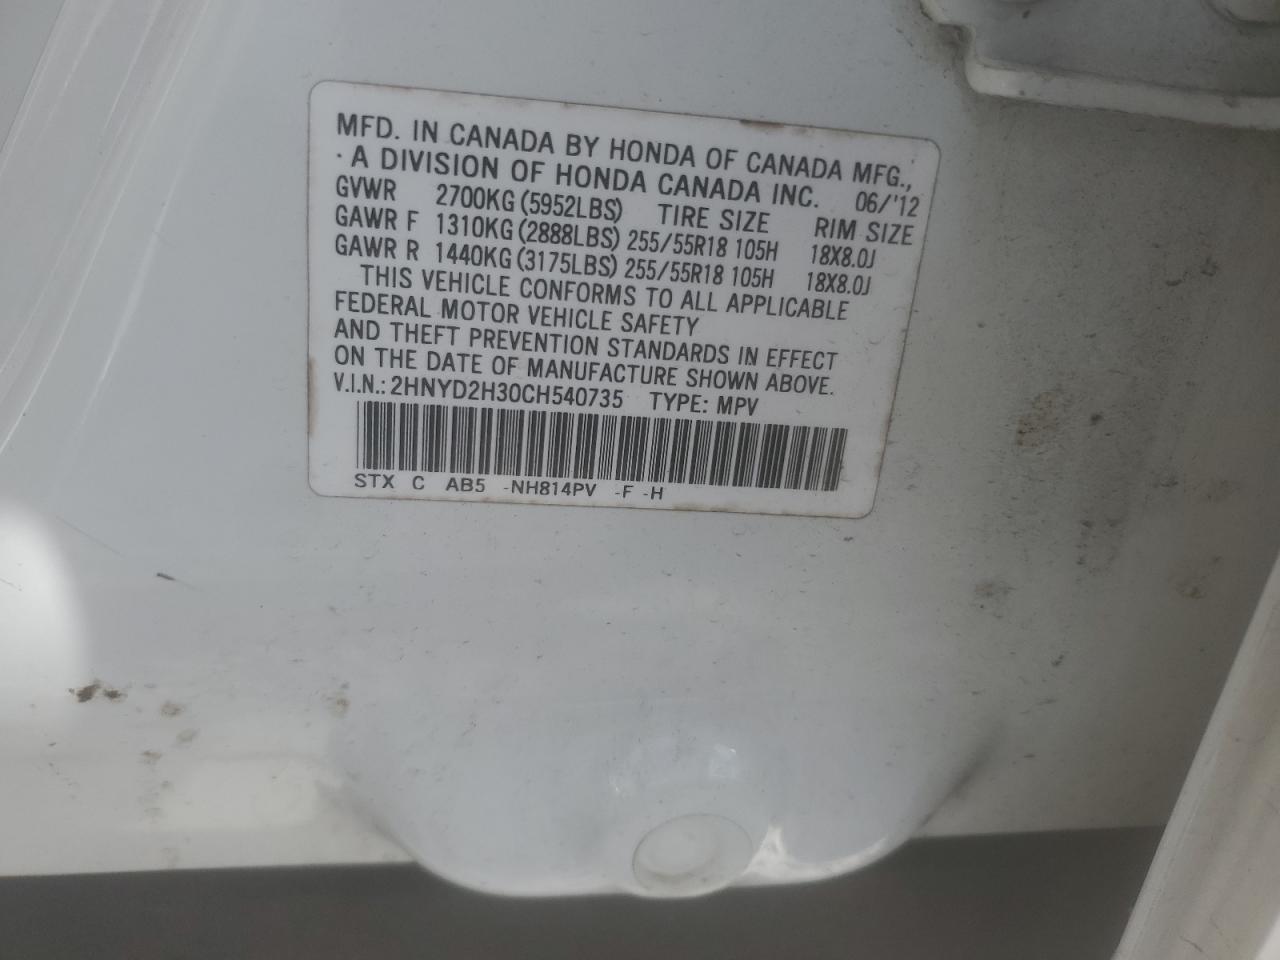 MFD. IN CANADA BY HONDA OF CANADA MFG.,
· A DIVISION OF HONDA CANADA INC. 06/'12
GVWR 2700KG (5952LBS) TIRE SIZE RIM SIZE
GAWR F 1310KG (2888LBS) 255/55R18 105H 18X8.0J
GAWR R 1440KG (3175LBS) 255/55R18 105H 18X8.0J
THIS VEHICLE CONFORMS TO ALL APPLICABLE
FEDERAL MOTOR VEHICLE SAFETY
AND THEFT PREVENTION STANDARDS IN EFFECT
ON THE DATE OF MANUFACTURE SHOWN ABOVE.
V.I.N.: 2HNYD2H30CH540735 TYPE: MPV
STX C AB5 -NH814PV -F -H